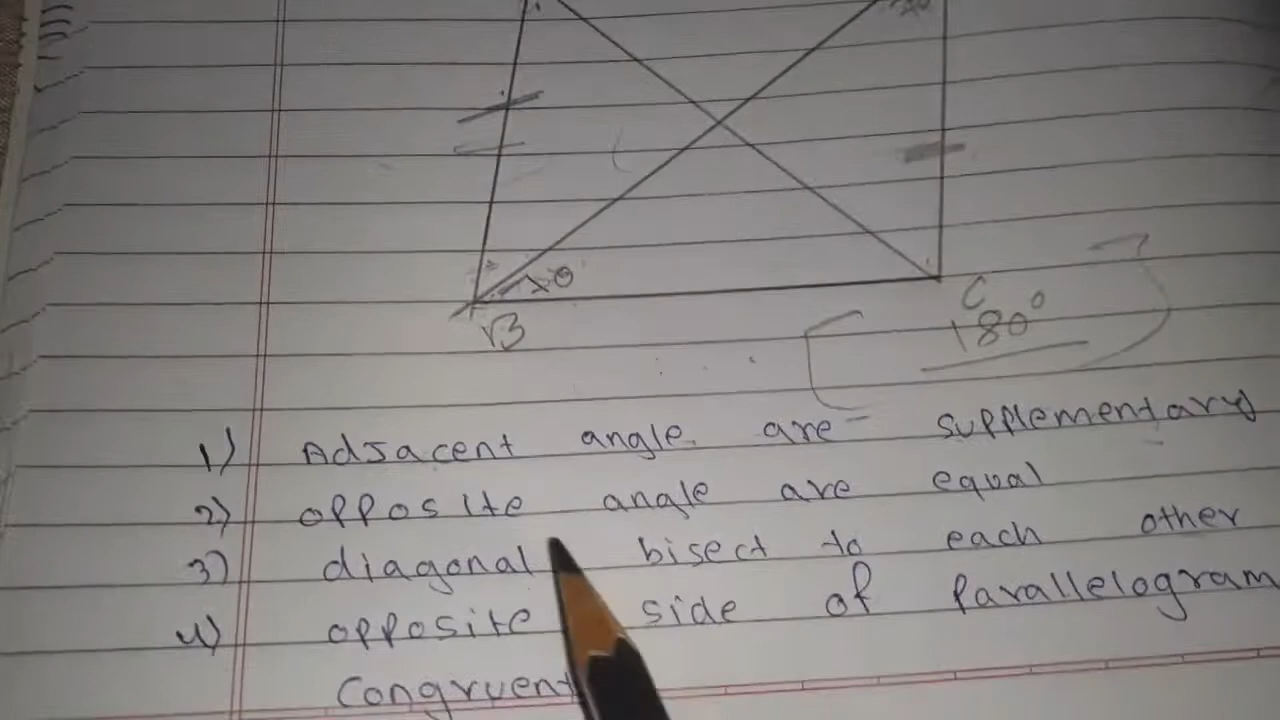 B
C
180°
1) Adjacent angle are supplementary
2) opposite angle are equal
3) diagonal bisect to each other
4) opposite side of parallelogram
congruent